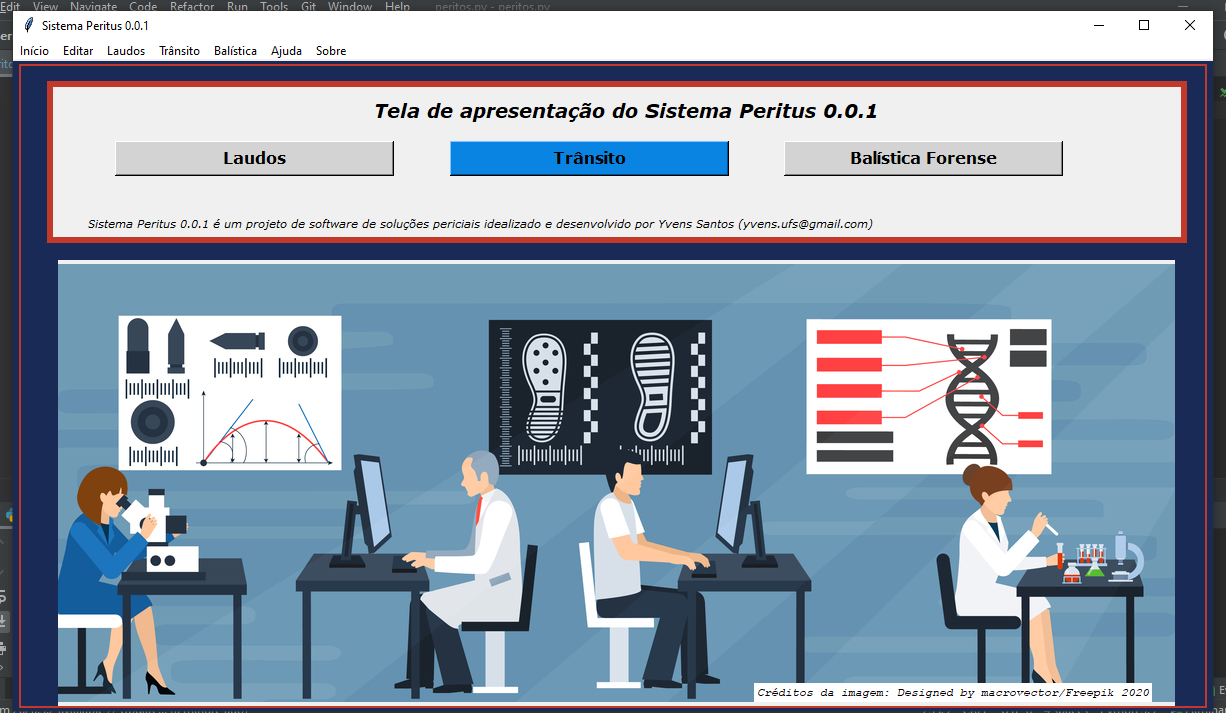 Edit View Navigate Code Refactor Run Tools Git Window Help peritos.py - peritos.py
Sistema Peritus 0.0.1
Início Editar Laudos Trânsito Balística Ajuda Sobre
Tela de apresentação do Sistema Peritus 0.0.1
Laudos Trânsito Balística Forense
Sistema Peritus 0.0.1 é um projeto de software de soluções periciais idealizado e desenvolvido por Yvens Santos (yvens.ufs@gmail.com)
Créditos da imagem: Designed by macrovector/Freepik 2020